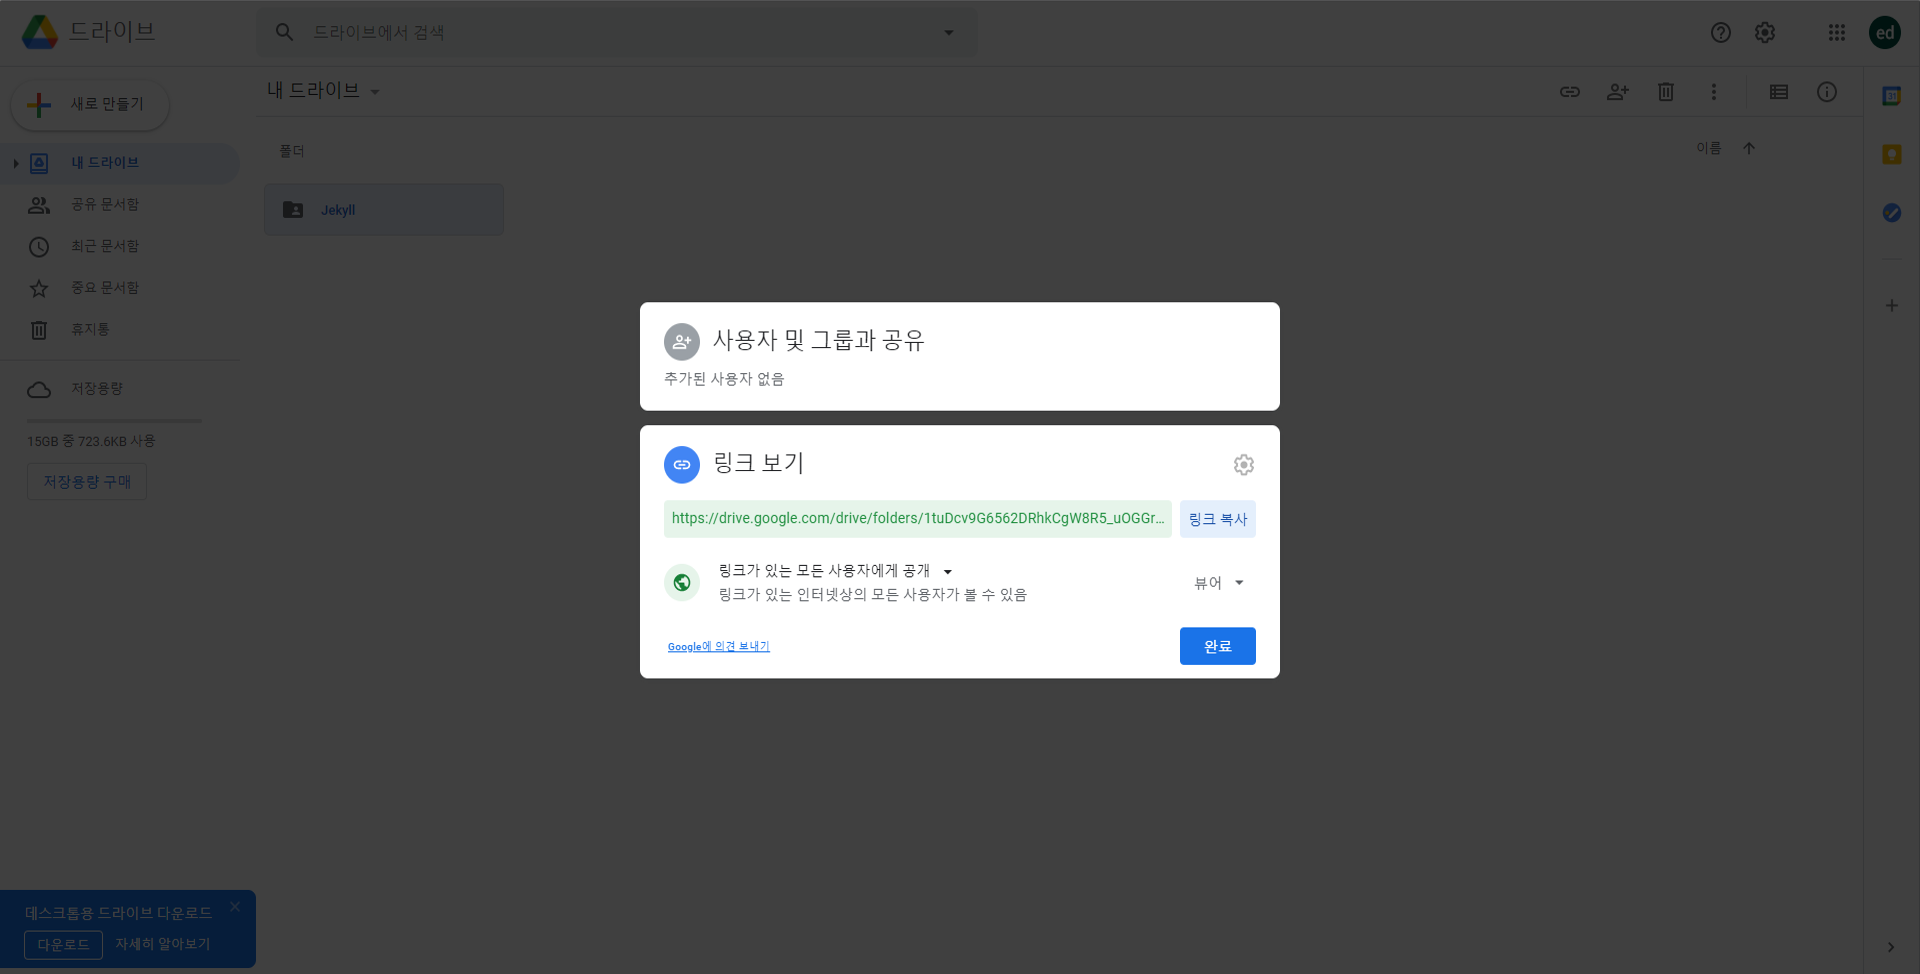 드라이브
드라이브에서 검색
ed
새로 만들기
내 드라이브
내 드라이브
공유 문서함
최근 문서함
중요 문서함
휴지통
저장용량
15GB 중 723.6KB 사용
저장용량 구매
폴더
이름
Jekyll
31
사용자 및 그룹과 공유
추가된 사용자 없음
링크 보기
https://drive.google.com/drive/folders/1tuDcv9G6562DRhkCgW8R5_uOGGr...
링크 복사
링크가 있는 모든 사용자에게 공개
링크가 있는 인터넷상의 모든 사용자가 볼 수 있음
뷰어
Google에 의견 보내기
완료
데스크톱용 드라이브 다운로드
다운로드
자세히 알아보기